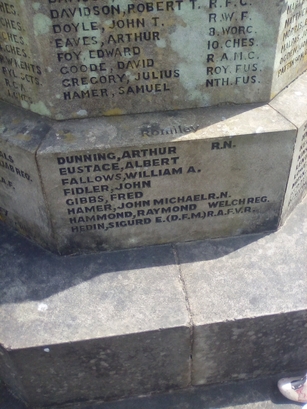 DAVIDSON, ROBERT T. R.F.C.
DOYLE, JOHN T. R.W.F.
EAVES, ARTHUR 3. WORC.
FOY, EDWARD 10. CHES.
GOODE, DAVID R.A.M.C.
GREGORY, JULIUS ROY. FUS.
HAMER, SAMUEL NTH. FUS.
DUNNING, ARTHUR R.N.
EUSTACE, ALBERT
FALLOWS, WILLIAM A.
FIDLER, JOHN
GIBBS, FRED
HAMER, JOHN MICHAEL R.N.
HAMMOND, RAYMOND WELCH REG.
HEDIN, SIGURD E. (D.F.M) R.A.F.V.R.